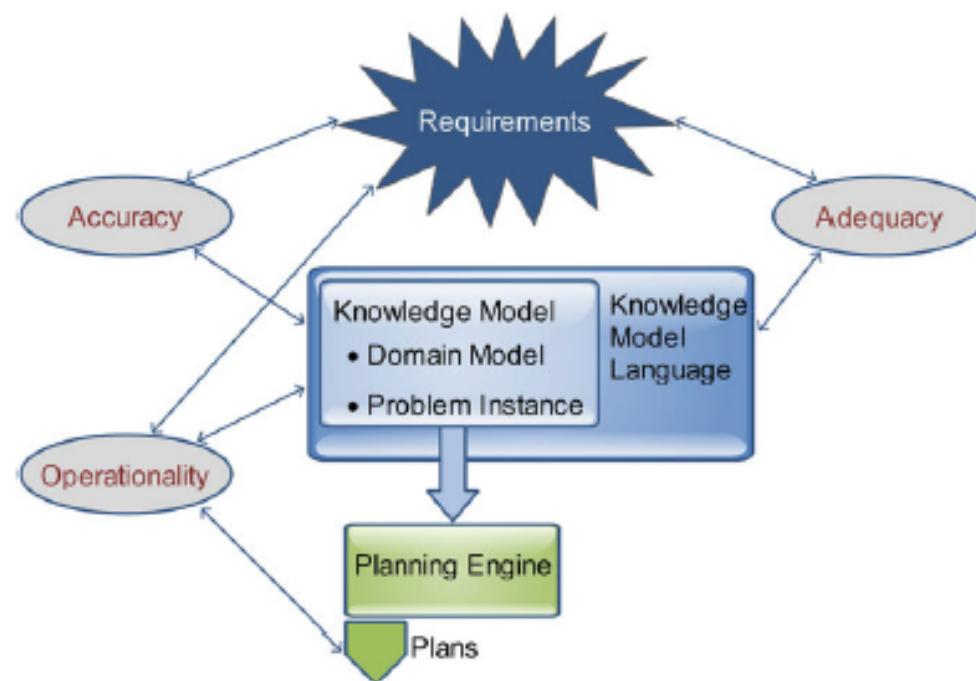 Requirements
Accuracy
Adequacy
Knowledge Model
• Domain Model
• Problem Instance
Knowledge
Model
Language
Operationality
Planning Engine
Plans